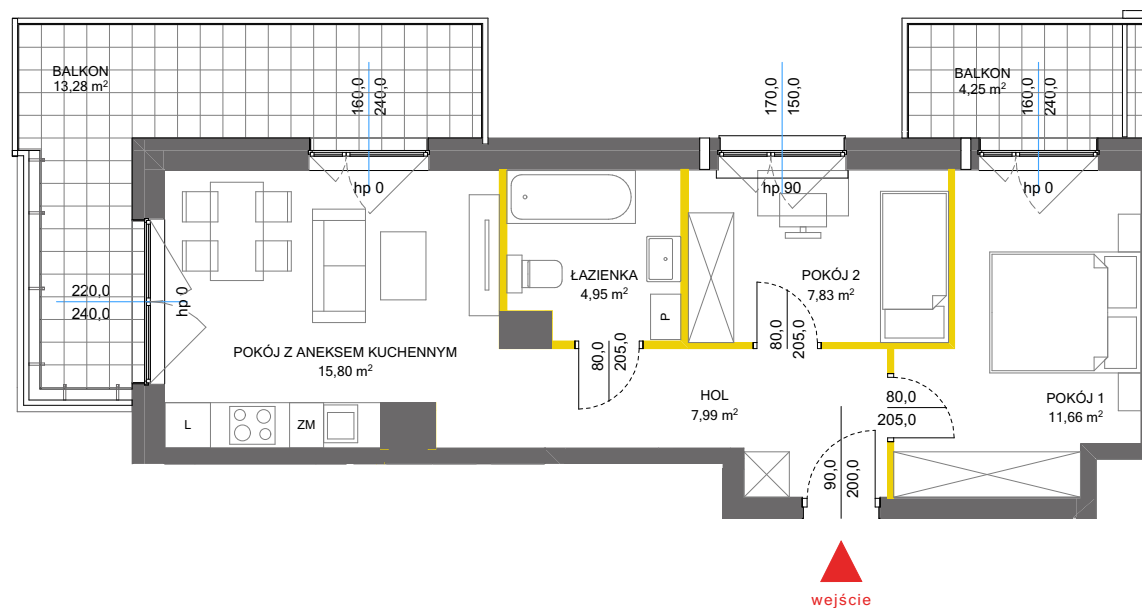 BALKON
13,28 m²
160,0
240,0
170,0
150,0
BALKON
4,25 m²
160,0
240,0
hp 0
hp 90
hp 0
220,0
240,0
hp 0
ŁAZIENKA
4,95 m²
P
POKÓJ 2
7,83 m²
80,0
205,0
80,0
205,0
POKÓJ Z ANEKSEM KUCHENNYM
15,80 m²
HOL
7,99 m²
80,0
205,0
POKÓJ 1
11,66 m²
L
ZM
90,0
200,0
wejście